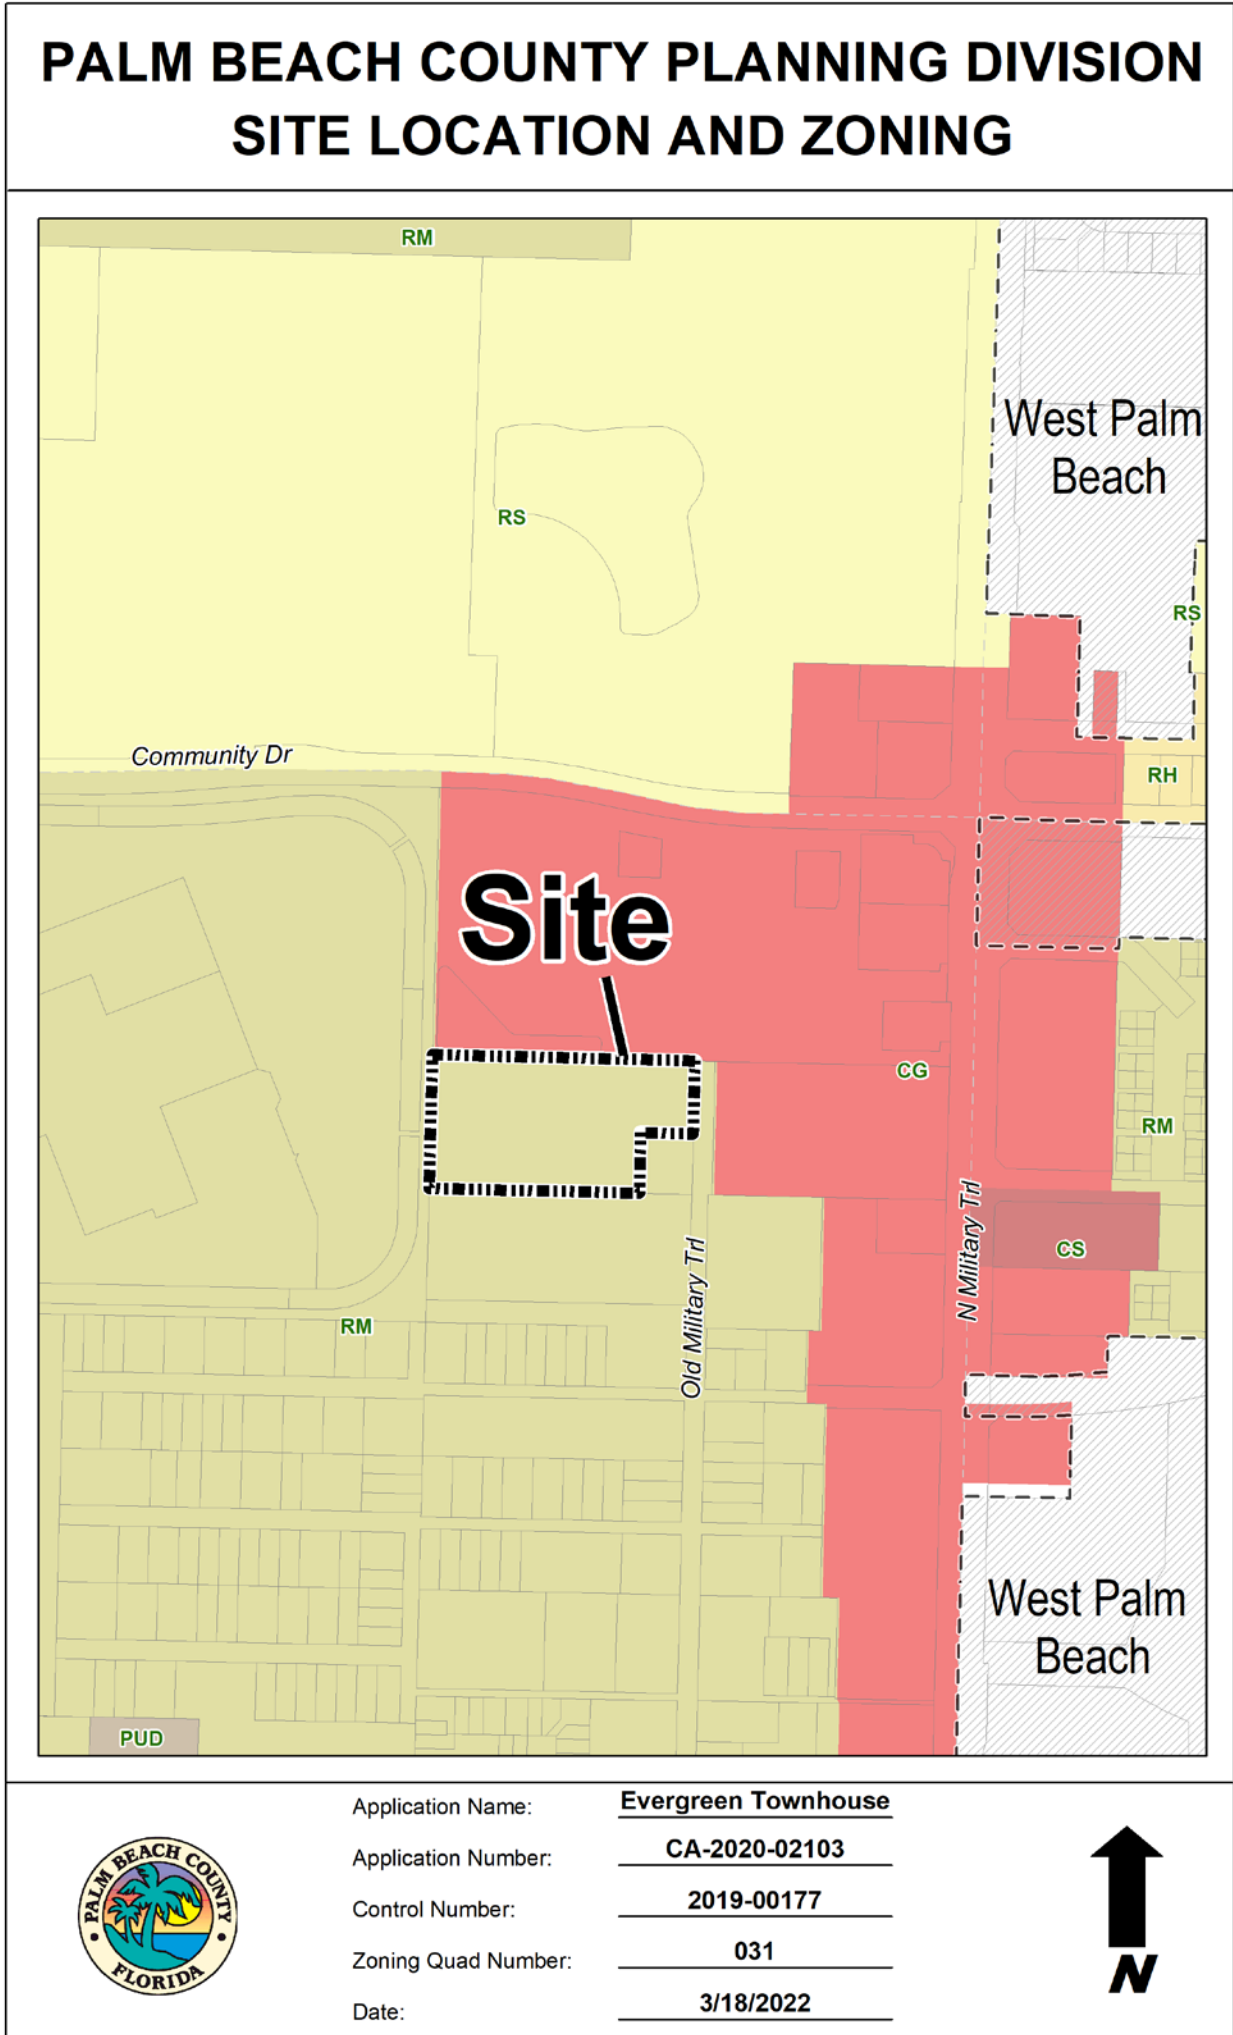 PALM BEACH COUNTY PLANNING DIVISION
SITE LOCATION AND ZONING
RM
West Palm
Beach
RS
RS
Community Dr
RH
Site
CG
RM
N Military Trl
CS
Old Military Trl
RM
West Palm
Beach
PUD
Application Name: Evergreen Townhouse
Application Number: CA-2020-02103
Control Number: 2019-00177
Zoning Quad Number: 031
Date: 3/18/2022
PALM BEACH COUNTY
FLORIDA
N